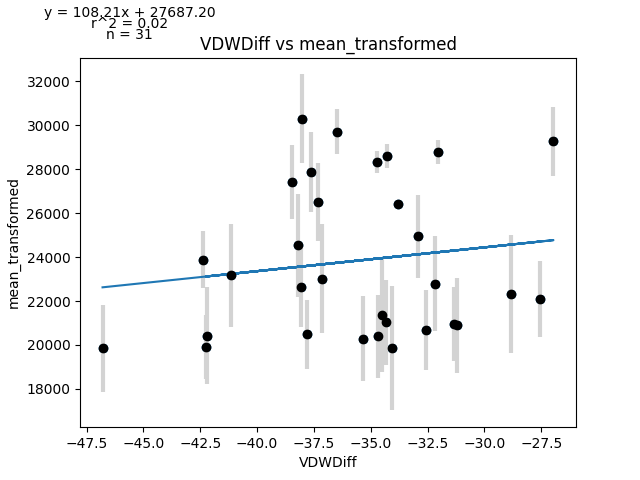 y = 108.21x + 27687.20
r^2 = 0.02
n = 31
VDWDiff vs mean_transformed
mean_transformed
32000
30000
28000
26000
24000
22000
20000
18000
−47.5 −45.0 −42.5 −40.0 −37.5 −35.0 −32.5 −30.0 −27.5
VDWDiff